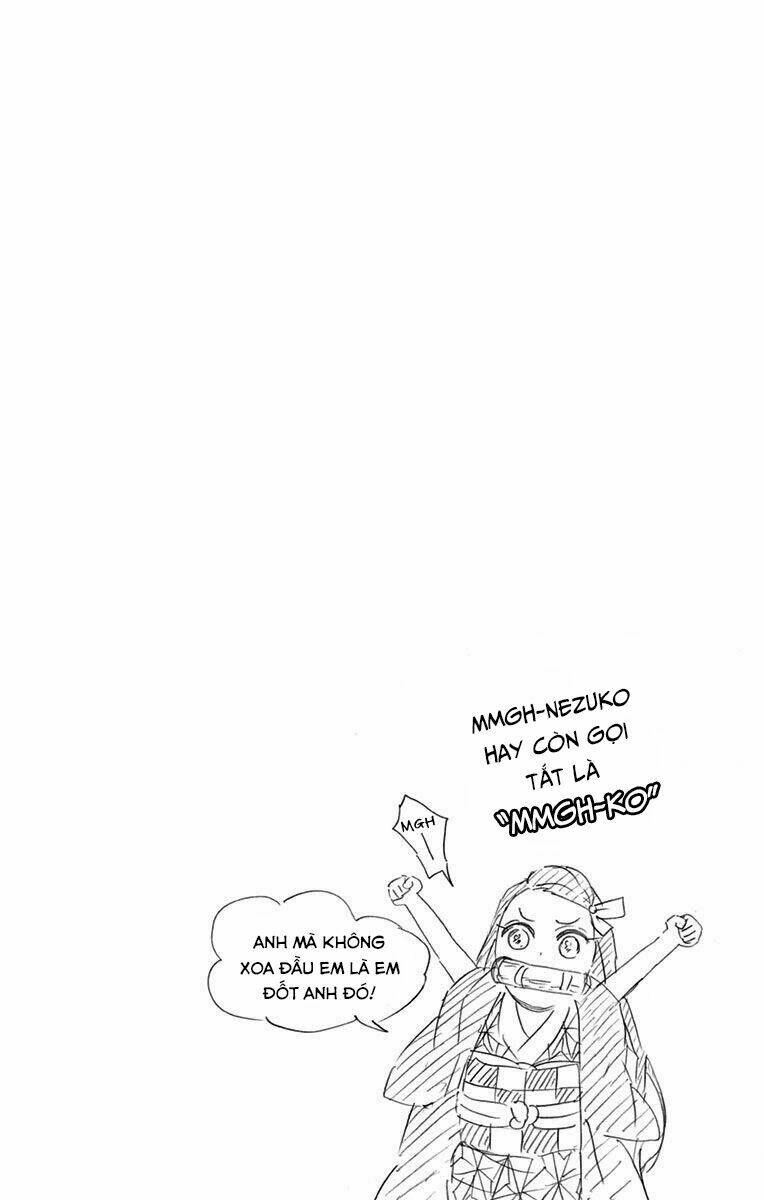 MMGH-NEZUKO
HAY CÒN GỌI
TẮT LÀ
"MMGH-KO"
MGH
ANH MÀ KHÔNG
XOA ĐẦU EM LÀ EM
ĐỐT ANH ĐÓ!